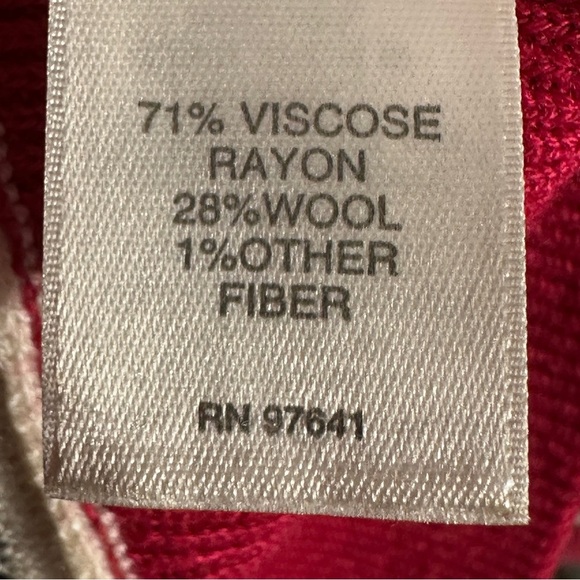 71% VISCOSE
RAYON
28%WOOL
1%OTHER
FIBER
RN 97641